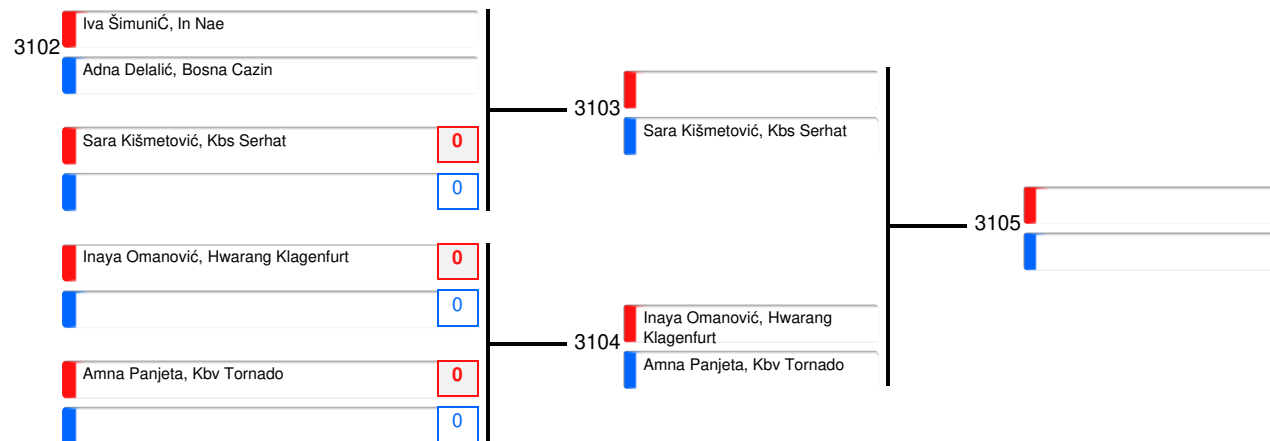 Iva ŠimuniĆ, In Nae
3102
Adna Delalić, Bosna Cazin
Sara Kišmetović, Kbs Serhat
0
0
Inaya Omanović, Hwarang Klagenfurt
0
0
Amna Panjeta, Kbv Tornado
0
0
3103
Sara Kišmetović, Kbs Serhat
Inaya Omanović, Hwarang
Klagenfurt
3104
Amna Panjeta, Kbv Tornado
3105